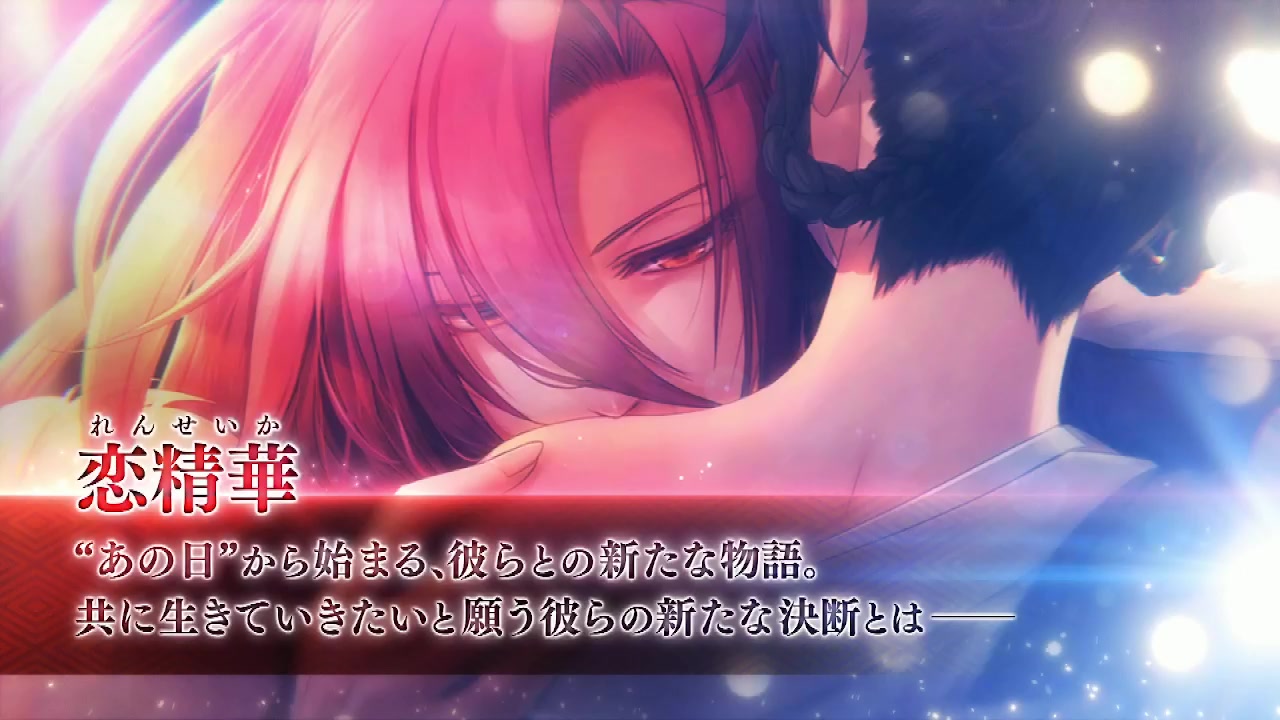 れんせいか
恋精華
“あの日”から始まる、彼らとの新たな物語。
共に生きていきたいと願う彼らの新たな決断とは――